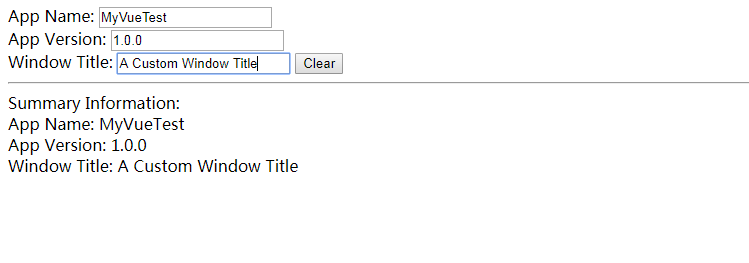 App Name: MyVueTest
App Version: 1.0.0
Window Title: A Custom Window Title Clear
Summary Information:
App Name: MyVueTest
App Version: 1.0.0
Window Title: A Custom Window Title